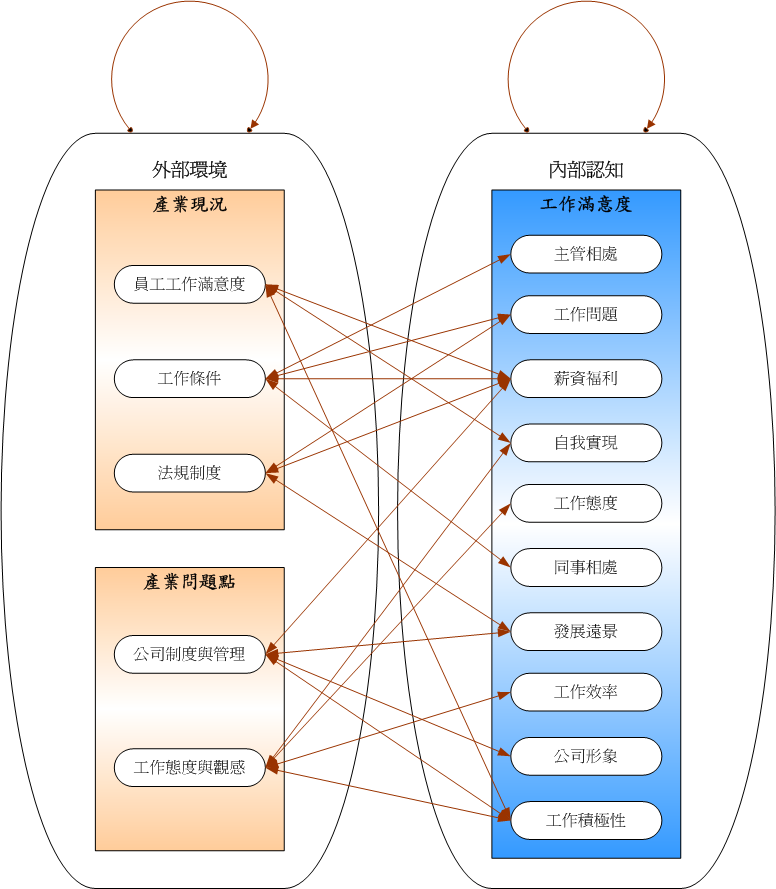 外部環境
產業現況
員工工作滿意度
工作條件
法規制度
產業問題點
公司制度與管理
工作態度與觀感
內部認知
工作滿意度
主管相處
工作問題
薪資福利
自我實現
工作態度
同事相處
發展遠景
工作效率
公司形象
工作積極性